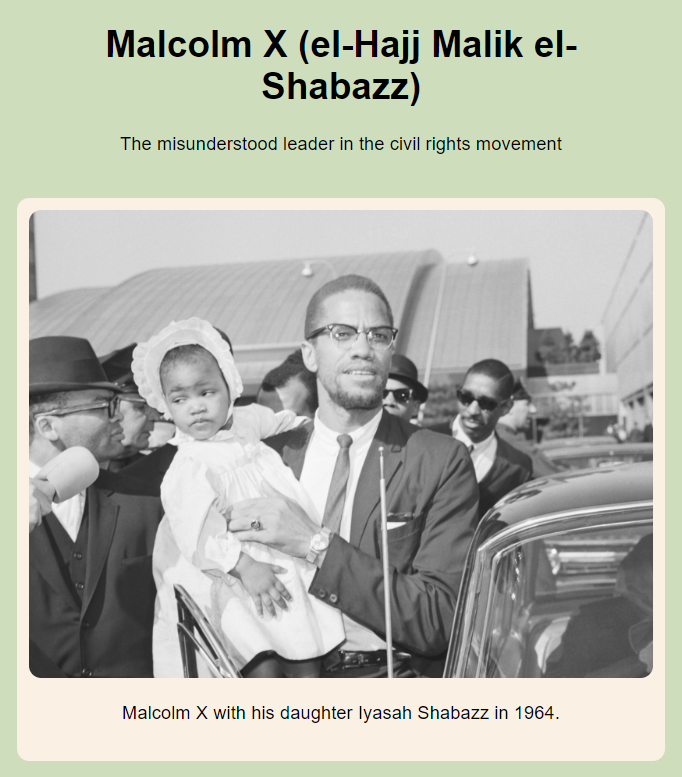 Malcolm X (el-Hajj Malik el-
Shabazz)
The misunderstood leader in the civil rights movement
Malcolm X with his daughter Iyasah Shabazz in 1964.